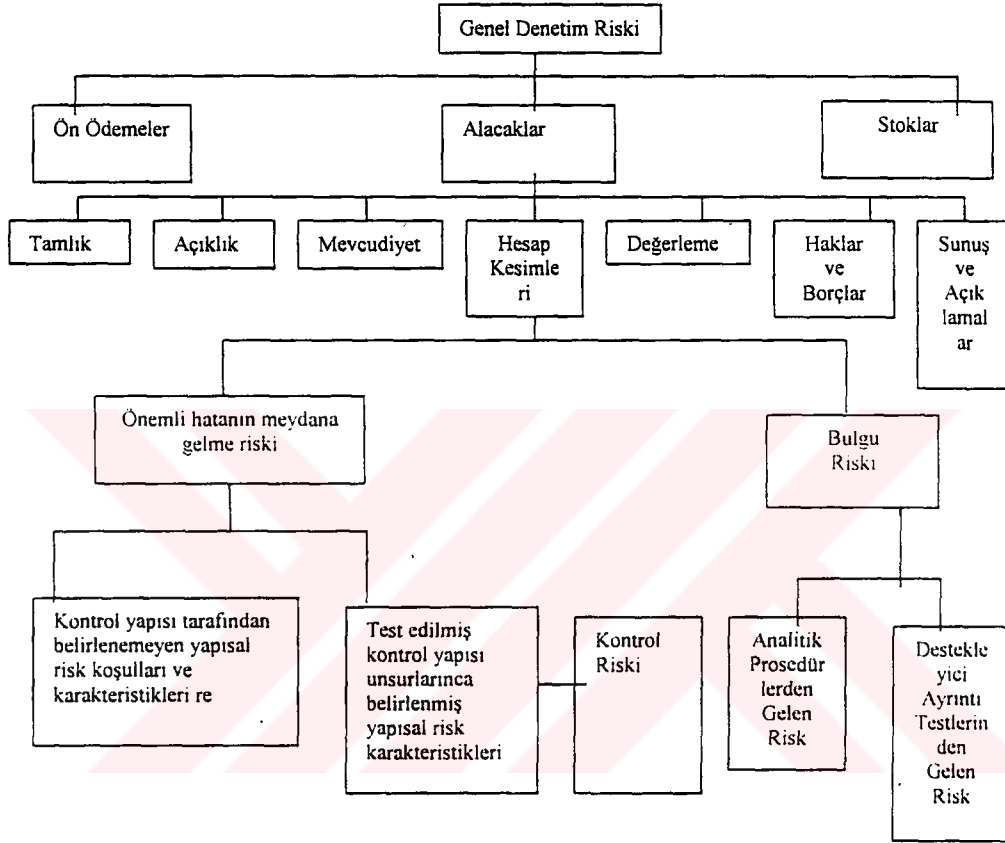 Genel Denetim Riski
Ön Ödemeler
Alacaklar
Stoklar
Tamlık
Açıklık
Mevcudiyet
Hesap
Kesimle
ri
Değerleme
Haklar
ve
Borçlar
Sunuş
ve
Açık
lamal
ar
Önemli hatanın meydana
gelme riski
Bulgu
Riski
Kontrol yapısı tarafından
belirlenemeyen yapısal
risk koşulları ve
karakteristikleri re
Test edilmiş
kontrol yapısı
unsurlarınca
belirlenmiş
yapısal risk
karakteristikleri
Kontrol
Riski
Analitik
Prosedür
lerden
Gelen
Risk
Destekle
yici
Ayrıntı
Testlerin
den
Gelen
Risk